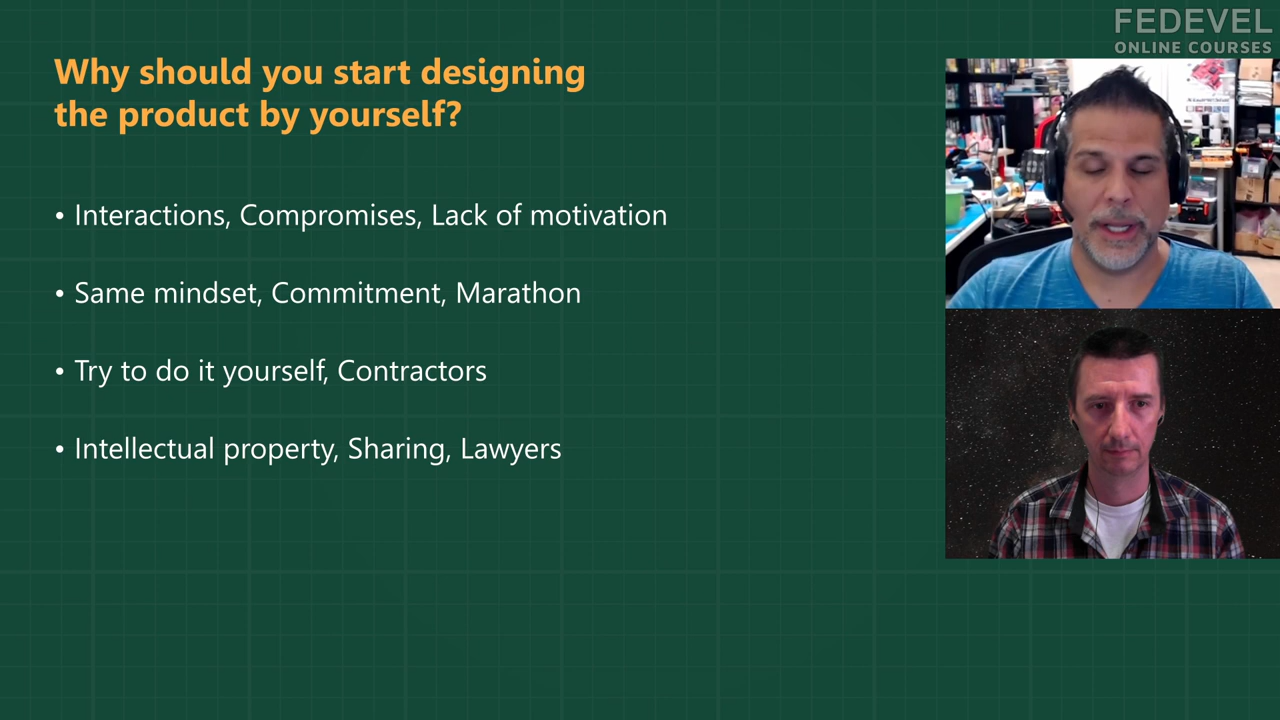 FEDEVEL
ONLINE COURSES
Why should you start designing
the product by yourself?
• Interactions, Compromises, Lack of motivation
• Same mindset, Commitment, Marathon
• Try to do it yourself, Contractors
• Intellectual property, Sharing, Lawyers